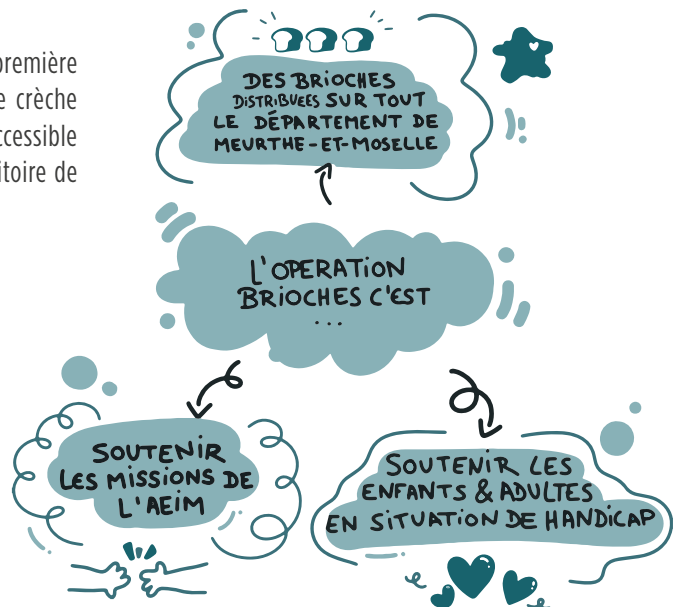 première
e crèche
ccessible
itoire de
DES BRIOCHES
DISTRIBUEES SUR TOUT
LE DÉPARTEMENT DE
MEURTHE-ET-MOSELLE
L'OPERATION
BRIOCHES C'EST
...
SOUTENIR
LES MISSIONS DE
L'AEIM
SOUTENIR LES
ENFANTS & ADULTES
EN SITUATION DE HANDICAP